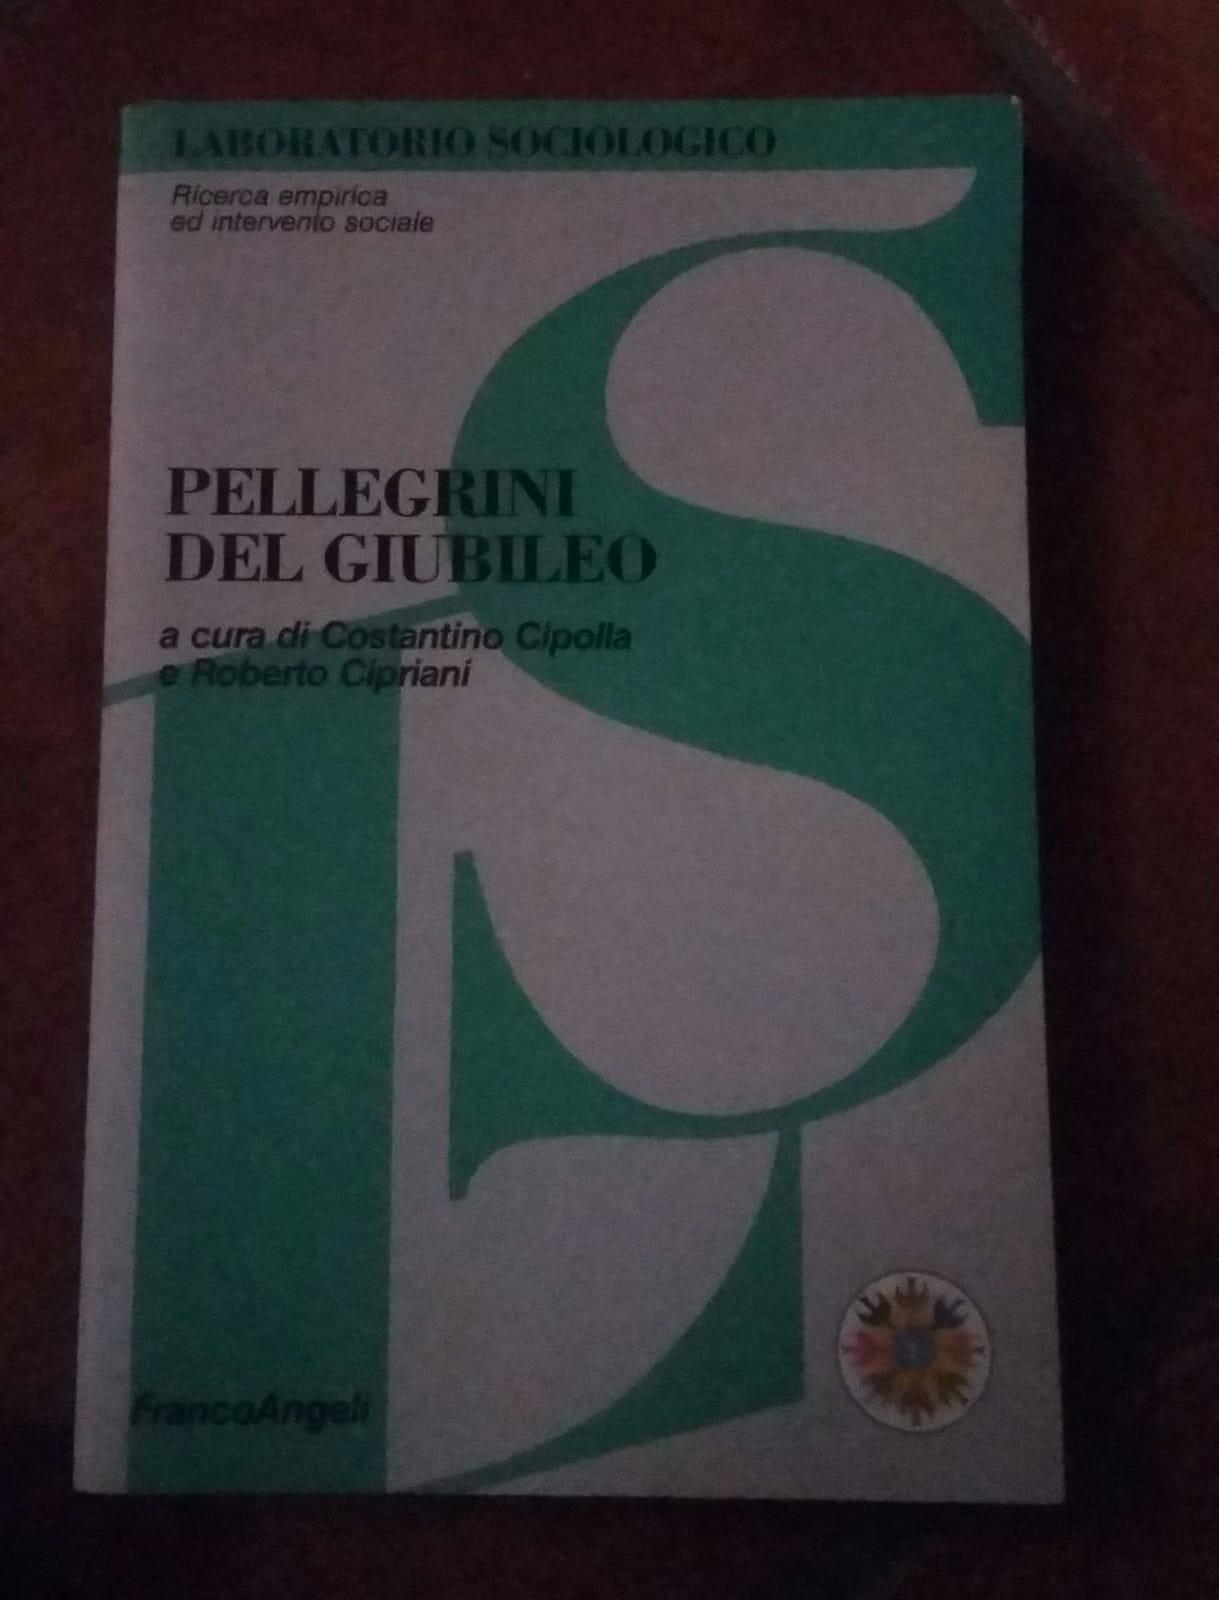 LABORATORIO SOCIOLOGICO
Ricerca empirica
ed intervento sociale
PELLEGRINI
DEL GIUBILEO
a cura di Costantino Cipolla
e Roberto Cipriani
FrancoAngeli